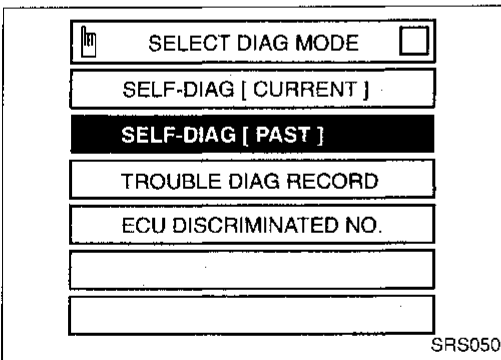 SELECT DIAG MODE
SELF-DIAG [ CURRENT ]
SELF-DIAG [ PAST ]
TROUBLE DIAG RECORD
ECU DISCRIMINATED NO.
SRS050